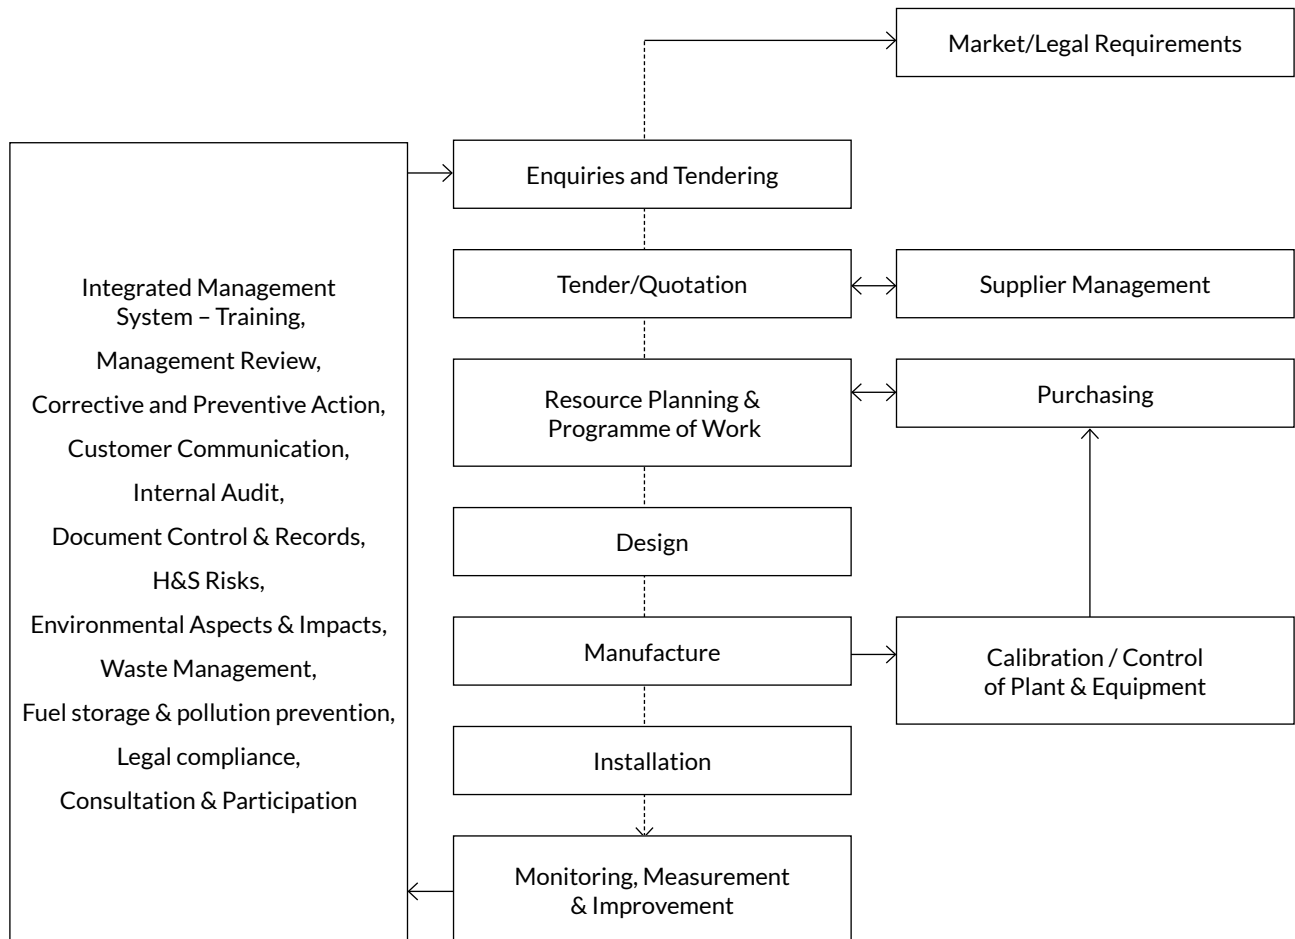 Market/Legal Requirements
Enquiries and Tendering
Tender/Quotation
Supplier Management
Integrated Management
System – Training,
Management Review,
Corrective and Preventive Action,
Customer Communication,
Internal Audit,
Document Control & Records,
H&S Risks,
Environmental Aspects & Impacts,
Waste Management,
Fuel storage & pollution prevention,
Legal compliance,
Consultation & Participation
Resource Planning &
Programme of Work
Purchasing
Design
Manufacture
Calibration / Control
of Plant & Equipment
Installation
Monitoring, Measurement
& Improvement